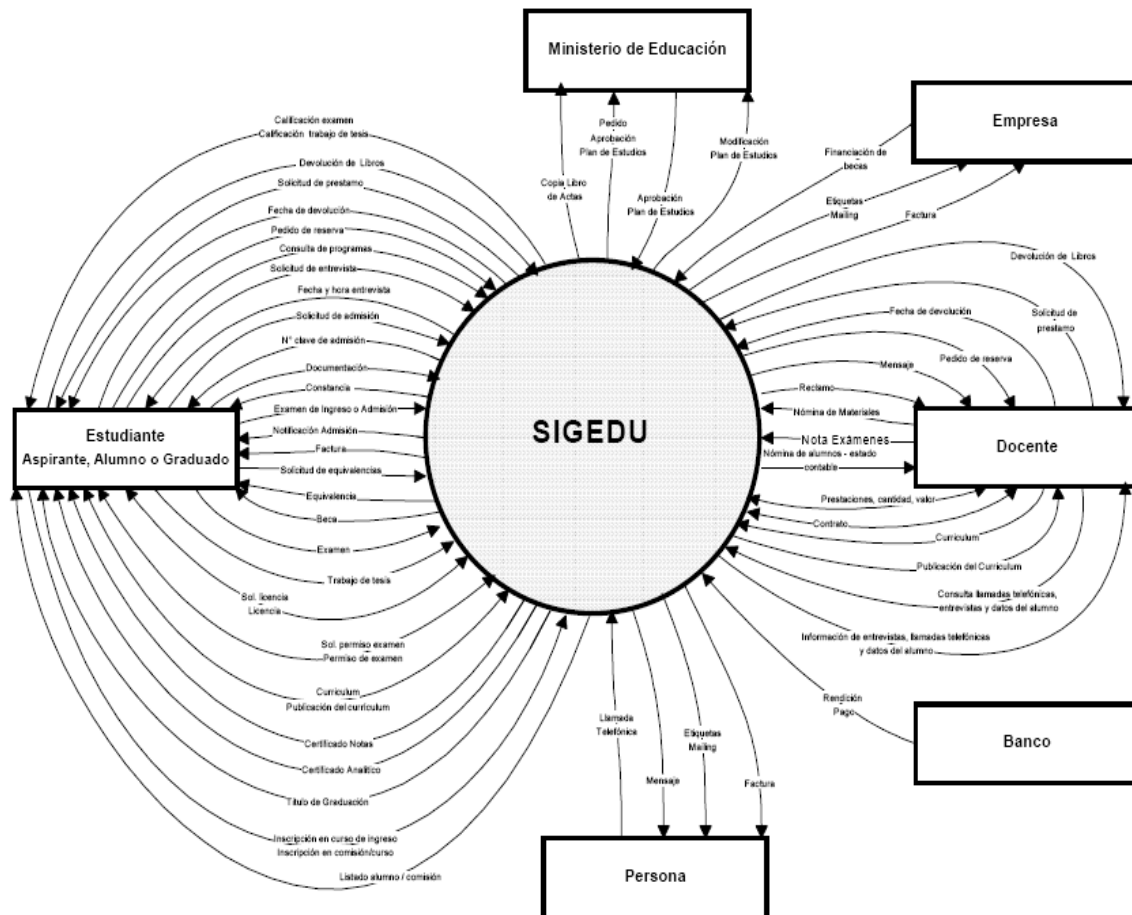 Ministerio de Educación
Empresa
Calificación examen
Calificación trabajo de tesis
Devolución de Libros
Solicitud de prestamo
Fecha de devolución
Pedido de reserva
Consulta de programas
Solicitud de entrevista
Fecha y hora entrevista
Solicitud de admisión
N° clave de admisión
Documentación
Constancia
Examen de Ingreso o Admisión
Notificación Admisión
Factura
Solicitud de equivalencias
Equivalencia
Beca
Examen
Trabajo de tesis
Sol. licencia
Licencia
Sol. permiso examen
Permiso de examen
Curriculum
Publicación del curriculum
Certificado Notas
Certificado Analítico
Título de Graduación
Inscripción en curso de ingreso
Inscripción en comisión/curso
Listado alumno / comisión
Estudiante
Aspirante, Alumno o Graduado
Copia Libro
de Actas
Pedido
Aprobación
Plan de Estudios
Aprobación
Plan de Estudios
Modificación
Plan de Estudios
Financiación de
becas
Etiquetas
Mailing
Factura
SIGEDU
Devolución de Libros
Solicitud de
prestamo
Fecha de devolución
Pedido de reserva
Mensaje
Reclamo
Nómina de Materiales
Nota Exámenes
Nómina de alumnos - estado
contable
Docente
Prestaciones, cantidad, valor
Contrato
Curriculum
Publicación del Curriculum
Consulta llamadas telefónicas,
entrevistas y datos del alumno
Información de entrevistas, llamadas telefónicas
y datos del alumno
Rendición
Pago
Banco
Llamada
Telefónica
Mensaje
Etiquetas
Mailing
Factura
Persona